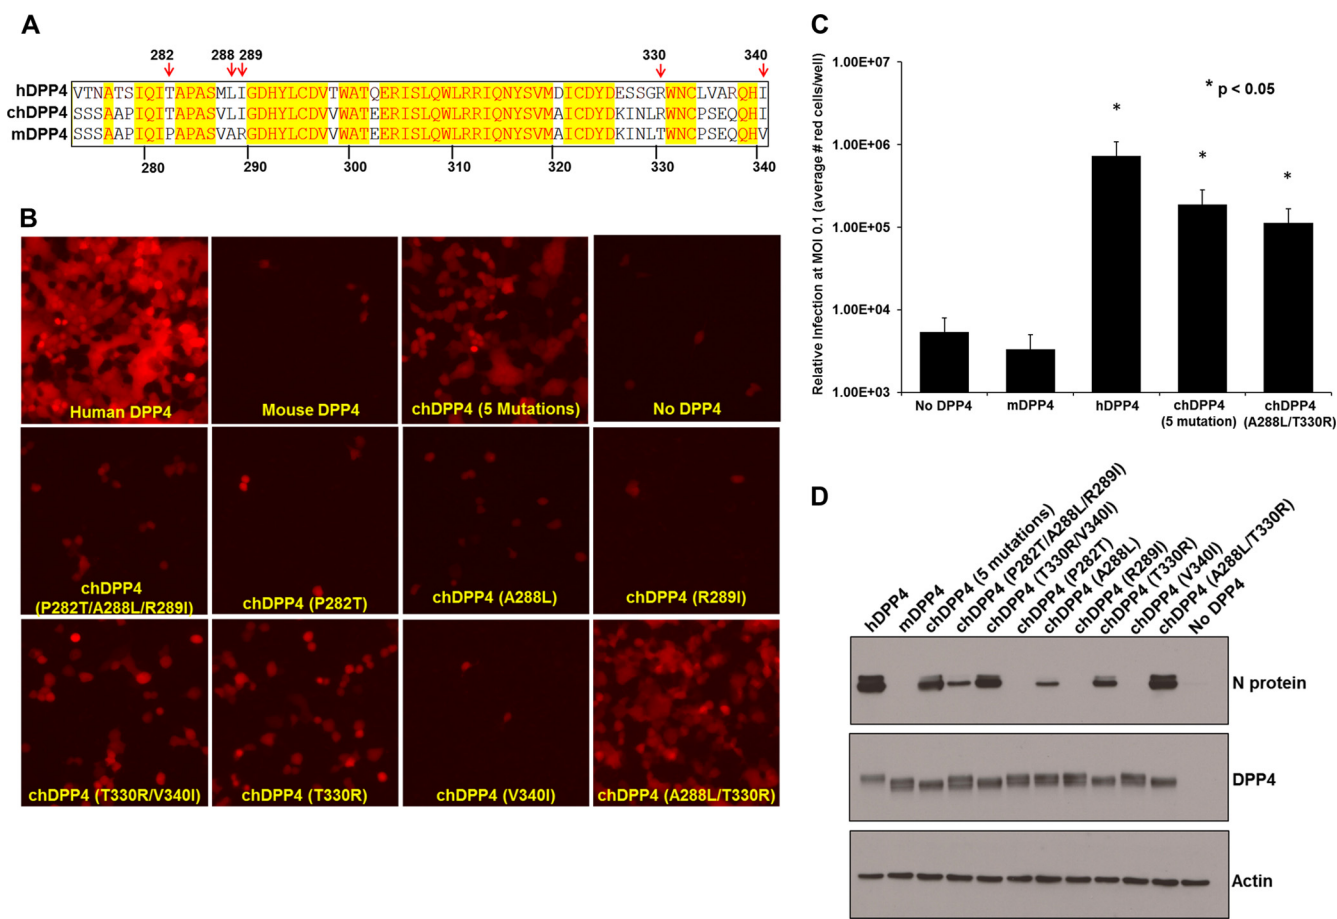 A
282 288 289 330 340
hDPP4 VTNATSIQITAPASMLIGDHYLCDVTWATQERISLQWLRRIQNYSVMDICDYDESSGRWNCLVARQHI
chDPP4 SSSAAPIQITAPASVLIGDHYLCDVVWATEERISLQWLRRIQNYSVMAICDYDKINLRWNCPSEQQHI
mDPP4 SSSAAPIQIPAPASVARGDHYLCDVVWATEERISLQWLRRIQNYSVMAICDYDKINLTWNCPSEQQHV
280 290 300 310 320 330 340
B
Human DPP4
Mouse DPP4
chDPP4 (5 Mutations)
No DPP4
chDPP4
(P282T/A288L/R289I)
chDPP4 (P282T)
chDPP4 (A288L)
chDPP4 (R289I)
chDPP4 (T330R/V340I)
chDPP4 (T330R)
chDPP4 (V340I)
chDPP4 (A288L/T330R)
C
Relative Infection at MOI 0.1 (average # red cells/well)
1.00E+07
1.00E+06
1.00E+05
1.00E+04
1.00E+03
* p < 0.05
*
*
*
No DPP4
mDPP4
hDPP4
chDPP4
(5 mutation)
chDPP4
(A288L/T330R)
D
hDPP4
mDPP4
chDPP4 (5 mutations)
chDPP4 (P282T/A288L/R289I)
chDPP4 (T330R/V340I)
chDPP4 (P282T)
chDPP4 (A288L)
chDPP4 (R289I)
chDPP4 (T330R)
chDPP4 (V340I)
chDPP4 (A288L/T330R)
No DPP4
N protein
DPP4
Actin